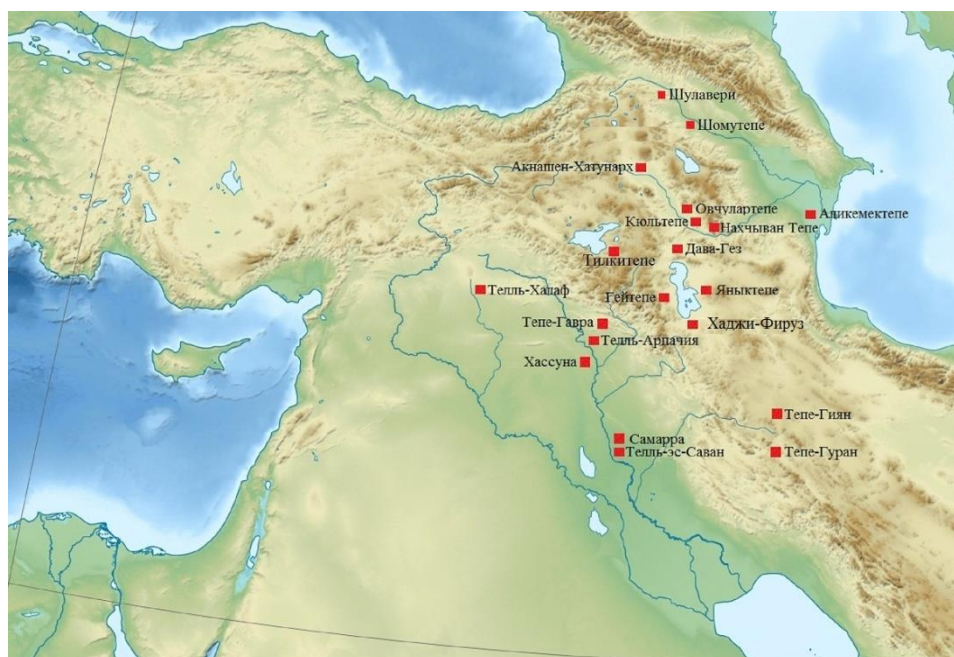 Шулавери
Шомутепе
Акнашен-Хатунарх
Овчулартепе
Аликемектепе
Кюльтепе
Нахчыван Тепе
Дава-Гез
Тилкитепе
Телль-Халаф
Яныктепе
Гейтепе
Тепе-Гавра
Хаджи-Фируз
Телль-Арпачия
Хассуна
Тепе-Гиян
Самарра
Телль-эс-Саван
Тепе-Гуран